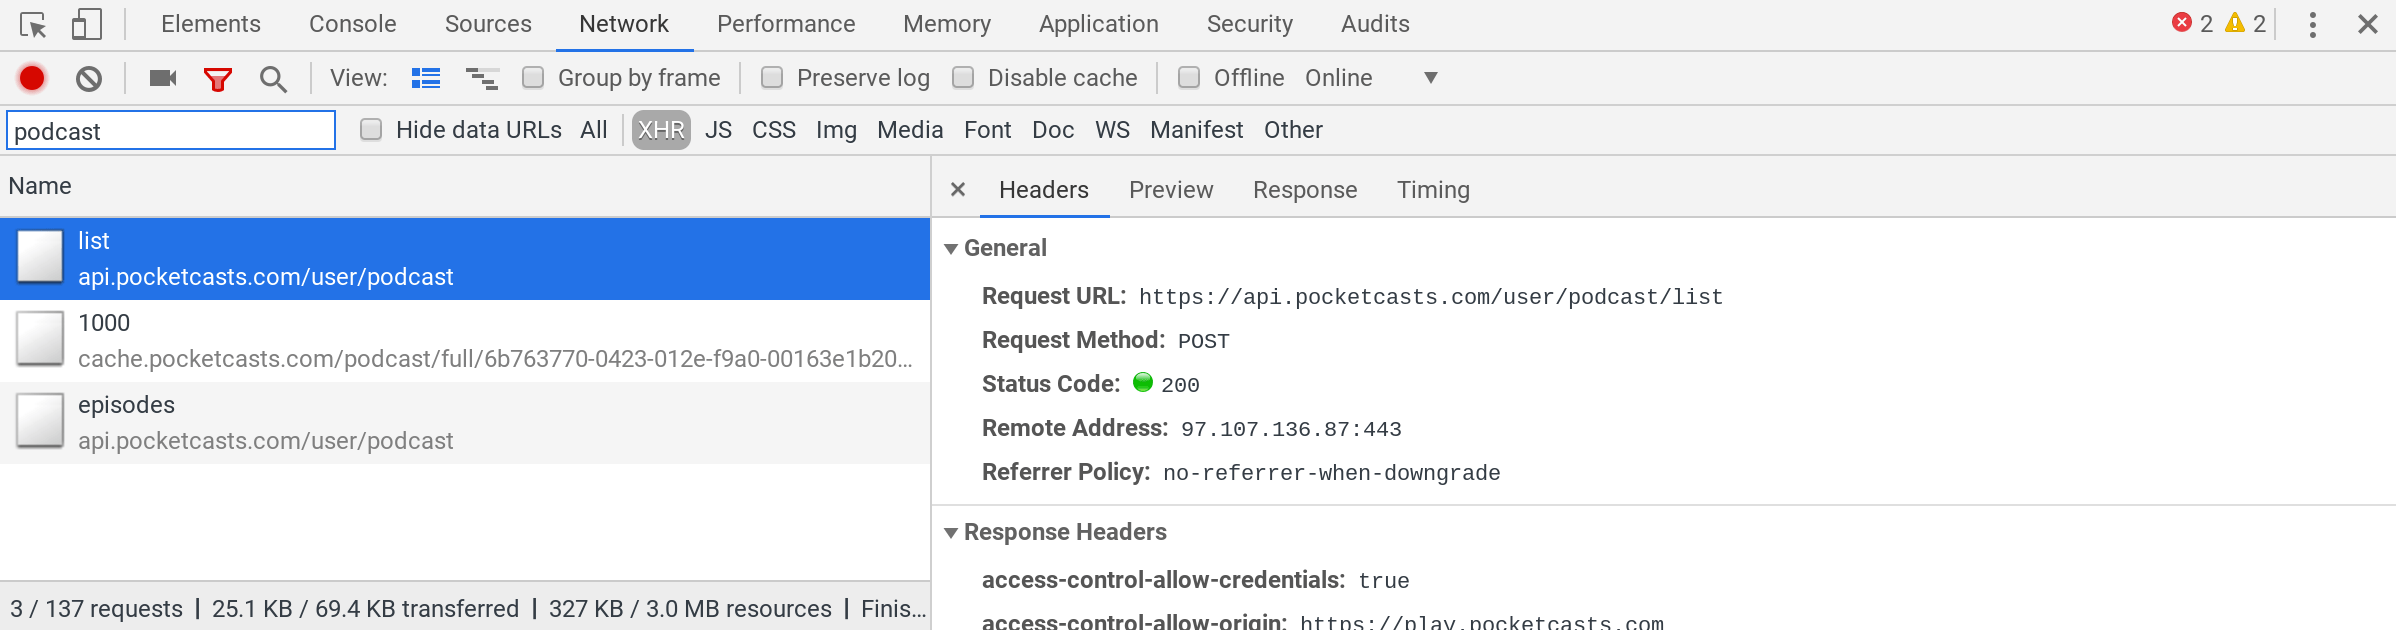 Elements Console Sources Network Performance Memory Application Security Audits 2 2
View: Group by frame Preserve log Disable cache Offline Online
podcast Hide data URLs All XHR JS CSS Img Media Font Doc WS Manifest Other
Name
list
api.pocketcasts.com/user/podcast
1000
cache.pocketcasts.com/podcast/full/6b763770-0423-012e-f9a0-00163e1b20...
episodes
api.pocketcasts.com/user/podcast
3 / 137 requests | 25.1 KB / 69.4 KB transferred | 327 KB / 3.0 MB resources | Finis...
Headers Preview Response Timing
General
Request URL: https://api.pocketcasts.com/user/podcast/list
Request Method: POST
Status Code: 200
Remote Address: 97.107.136.87:443
Referrer Policy: no-referrer-when-downgrade
Response Headers
access-control-allow-credentials: true
access-control-allow-origin: https://play.pocketcasts.com